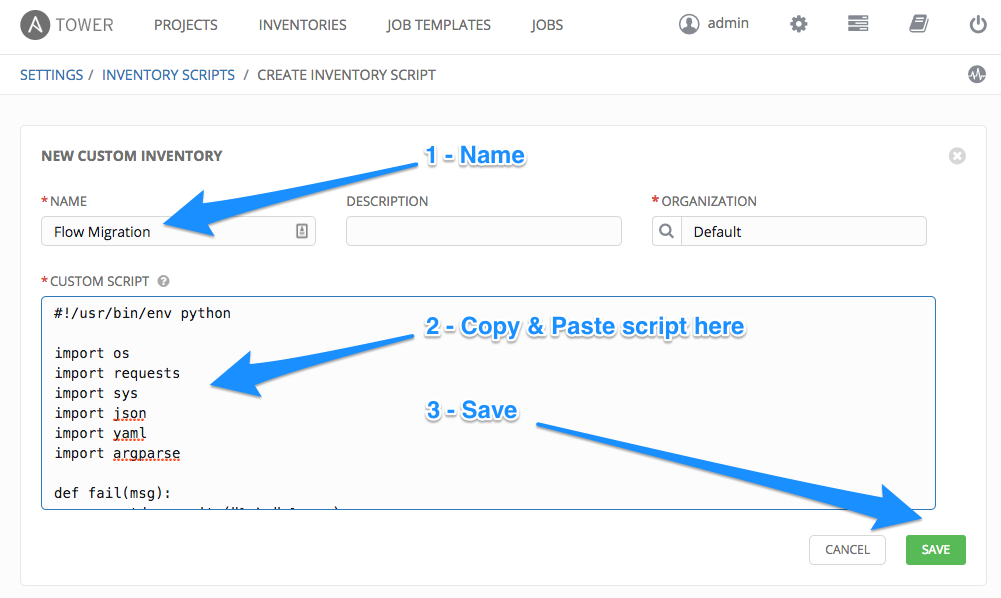 A TOWER PROJECTS INVENTORIES JOB TEMPLATES JOBS admin
SETTINGS / INVENTORY SCRIPTS / CREATE INVENTORY SCRIPT
NEW CUSTOM INVENTORY
1 - Name
* NAME DESCRIPTION * ORGANIZATION
Flow Migration Default
* CUSTOM SCRIPT ?
#!/usr/bin/env python
2 - Copy & Paste script here
import os
import requests
import sys
import json
3 - Save
import yaml
import argparse
def fail(msg):
CANCEL SAVE